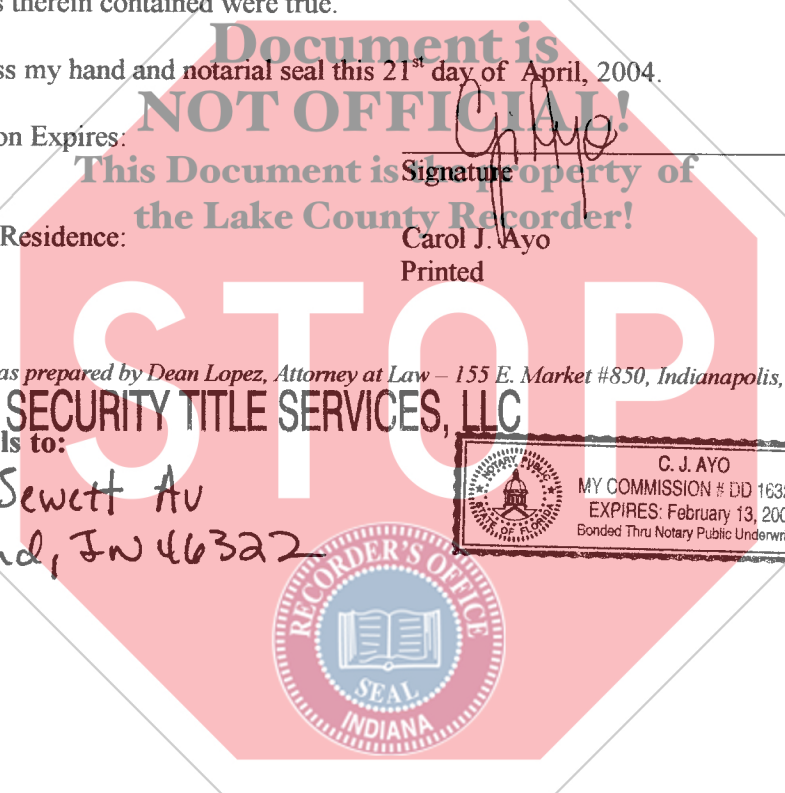 s therein contained were true.
Document is
ss my hand and notarial seal this 21st day of April, 2004.
NOT OFFICIAL!
on Expires:
This Document is the property of
Signature
the Lake County Recorder!
Residence:
Carol J. Ayo
Printed
STOP
as prepared by Dean Lopez, Attorney at Law – 155 E. Market #850, Indianapolis,
SECURITY TITLE SERVICES, LLC
ls to:
Jewett Av
nd, IN 46322
NOTARY PUBLIC
STATE OF FLORIDA
C. J. AYO
MY COMMISSION # DD 163
EXPIRES: February 13, 200
Bonded Thru Notary Public Underwr
RECORDER'S OFFICE
SEAL
INDIANA